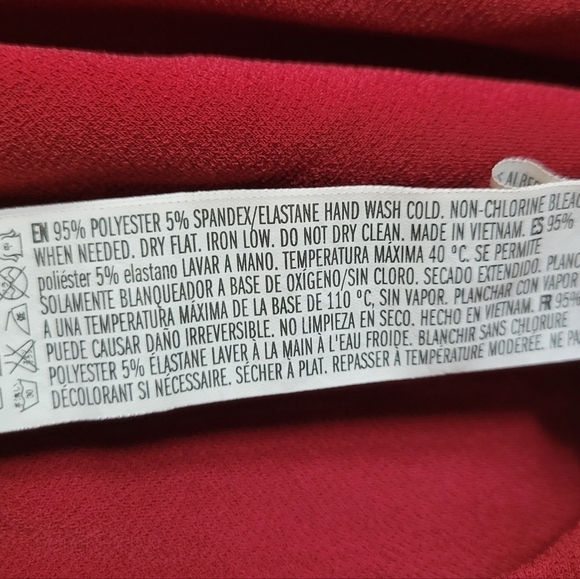 ALBE
EN 95% POLYESTER 5% SPANDEX/ELASTANE HAND WASH COLD. NON-CHLORINE BLEAC
WHEN NEEDED. DRY FLAT. IRON LOW. DO NOT DRY CLEAN. MADE IN VIETNAM. ES 95%
poliéster 5% elastano LAVAR A MANO. TEMPERATURA MÁXIMA 40 °C. SE PERMITE
SOLAMENTE BLANQUEADOR A BASE DE OXÍGENO/SIN CLORO. SECADO EXTENDIDO. PLANC
A UNA TEMPERATURA MÁXIMA DE LA BASE DE 110 °C, SIN VAPOR. PLANCHAR CON VAPOR
PUEDE CAUSAR DAÑO IRREVERSIBLE. NO LIMPIEZA EN SECO. HECHO EN VIETNAM. FR 95%
POLYESTER 5% ÉLASTANE LAVER À LA MAIN À L'EAU FROIDE. BLANCHIR SANS CHLORURE
DÉCOLORANT SI NÉCESSAIRE. SÉCHER À PLAT. REPASSER À TEMPÉRATURE MODERÉE. NE PA